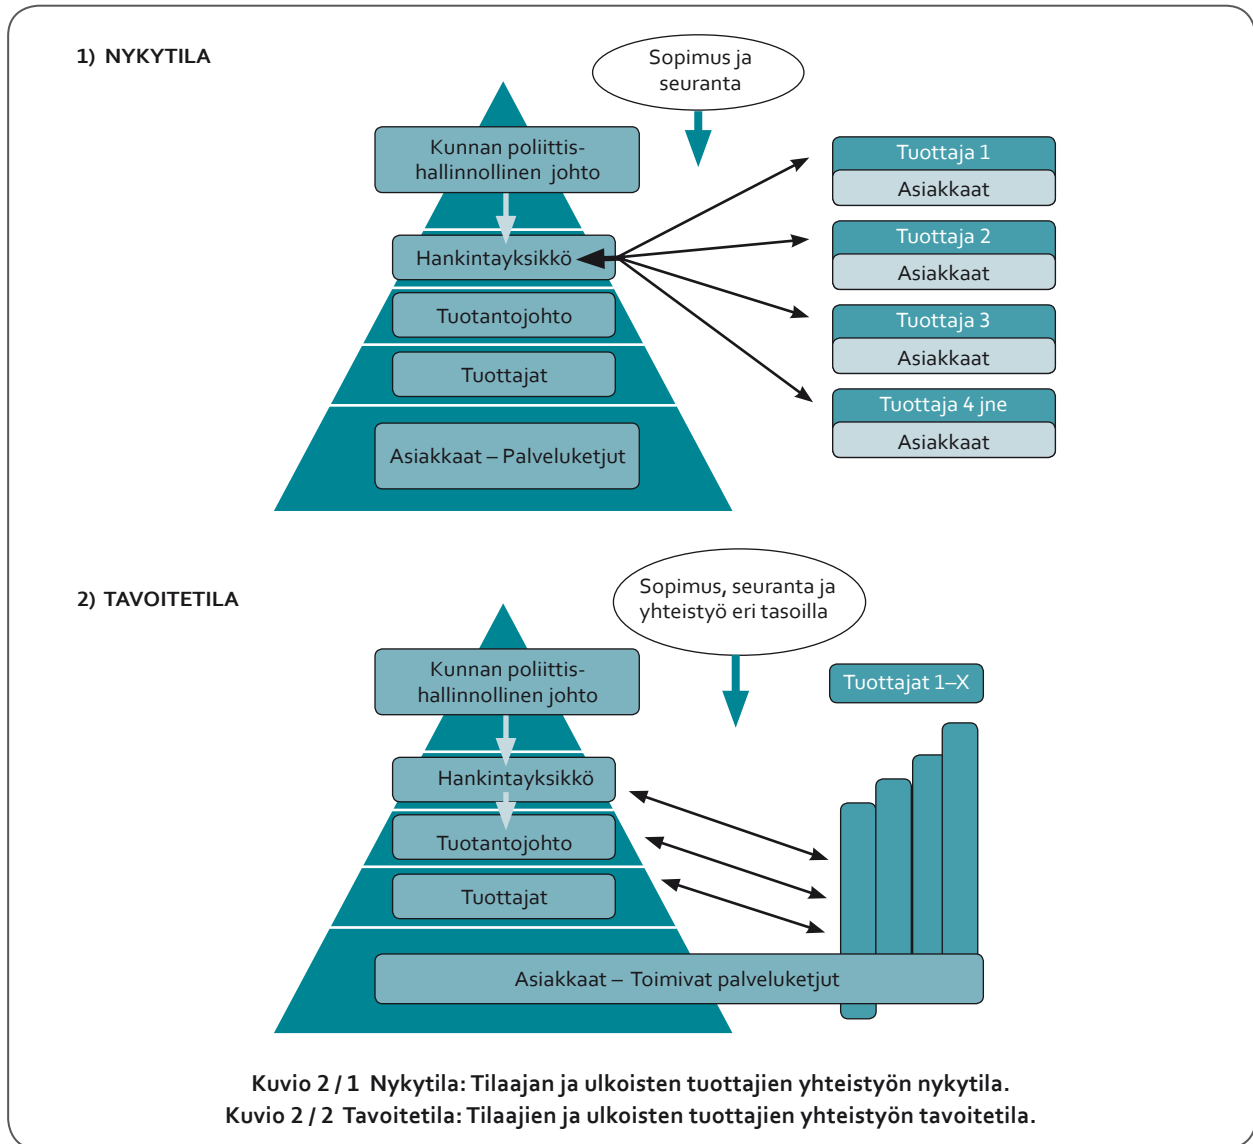 1) NYKYTILA
Sopimus ja
seuranta
Kunnan poliittis-
hallinnollinen johto
Hankintayksikkö
Tuotantojohto
Tuottajat
Asiakkaat – Palveluketjut
Tuottaja 1
Asiakkaat
Tuottaja 2
Asiakkaat
Tuottaja 3
Asiakkaat
Tuottaja 4 jne
Asiakkaat
2) TAVOITETILA
Sopimus, seuranta ja
yhteistyö eri tasoilla
Kunnan poliittis-
hallinnollinen johto
Tuottajat 1–X
Hankintayksikkö
Tuotantojohto
Tuottajat
Asiakkaat – Toimivat palveluketjut
Kuvio 2 / 1 Nykytila: Tilaajan ja ulkoisten tuottajien yhteistyön nykytila.
Kuvio 2 / 2 Tavoitetila: Tilaajien ja ulkoisten tuottajien yhteistyön tavoitetila.